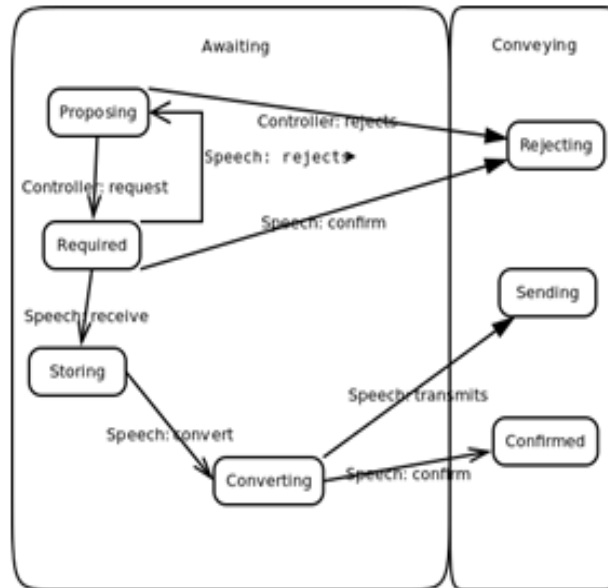 Awaiting
Conveying
Proposing
Controller: rejects
Rejecting
Speech: rejects
Controller: request
Speech: confirm
Required
Sending
Speech: receive
Storing
Speech: transmits
Speech: convert
Confirmed
Speech: confirm
Converting